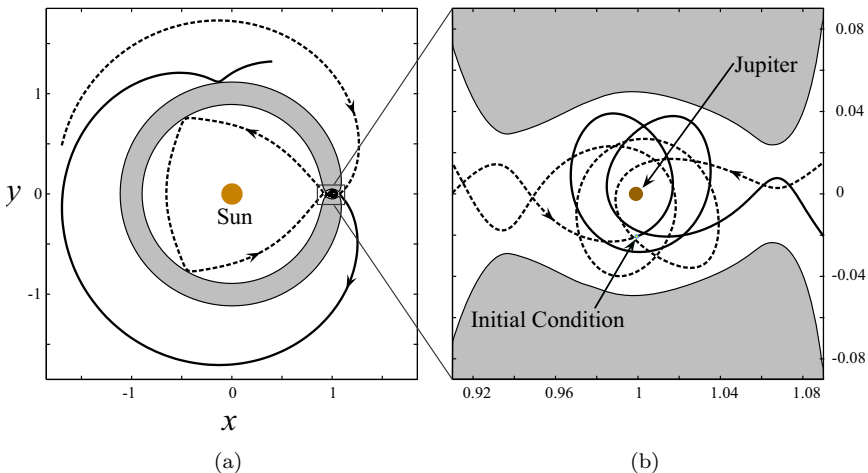 1
0
-1
y
Sun
-1
0
1
x
(a)
0.08
0.04
0
-0.04
-0.08
Jupiter
Initial Condition
0.92
0.96
1
1.04
1.08
(b)